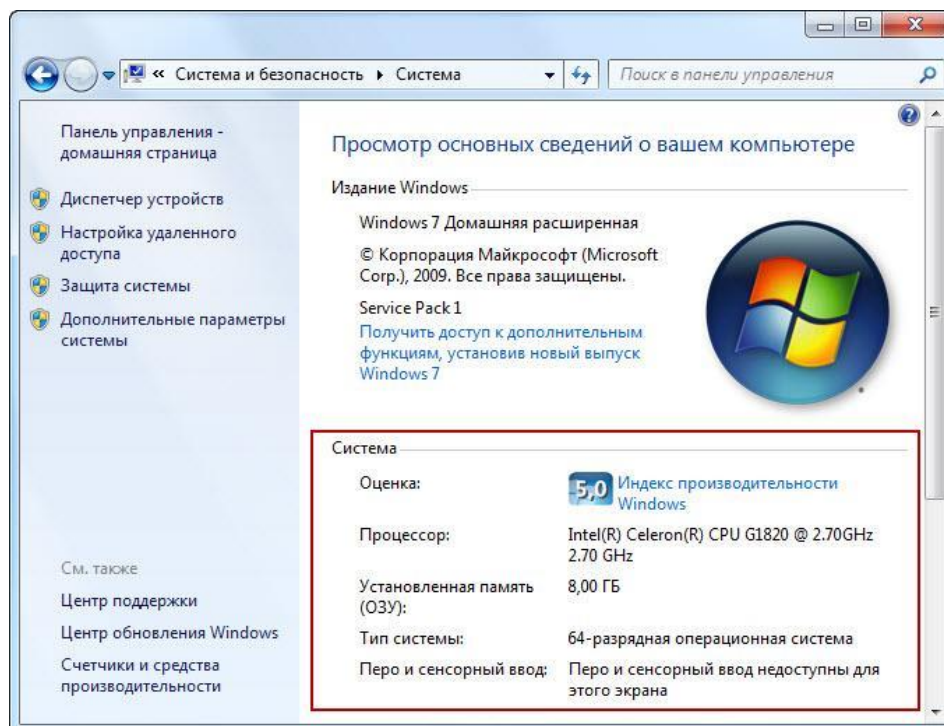 « Система и безопасность ▸ Система
Поиск в панели управления
Панель управления -
домашняя страница
Диспетчер устройств
Настройка удаленного
доступа
Защита системы
Дополнительные параметры
системы
См. также
Центр поддержки
Центр обновления Windows
Счетчики и средства
производительности
Просмотр основных сведений о вашем компьютере
Издание Windows
Windows 7 Домашняя расширенная
© Корпорация Майкрософт (Microsoft
Corp.), 2009. Все права защищены.
Service Pack 1
Получить доступ к дополнительным
функциям, установив новый выпуск
Windows 7
Система
Оценка:
5,0 Индекс производительности
Windows
Процессор:
Intel(R) Celeron(R) CPU G1820 @ 2.70GHz
2.70 GHz
Установленная память
(ОЗУ):
8,00 ГБ
Тип системы:
64-разрядная операционная система
Перо и сенсорный ввод:
Перо и сенсорный ввод недоступны для
этого экрана